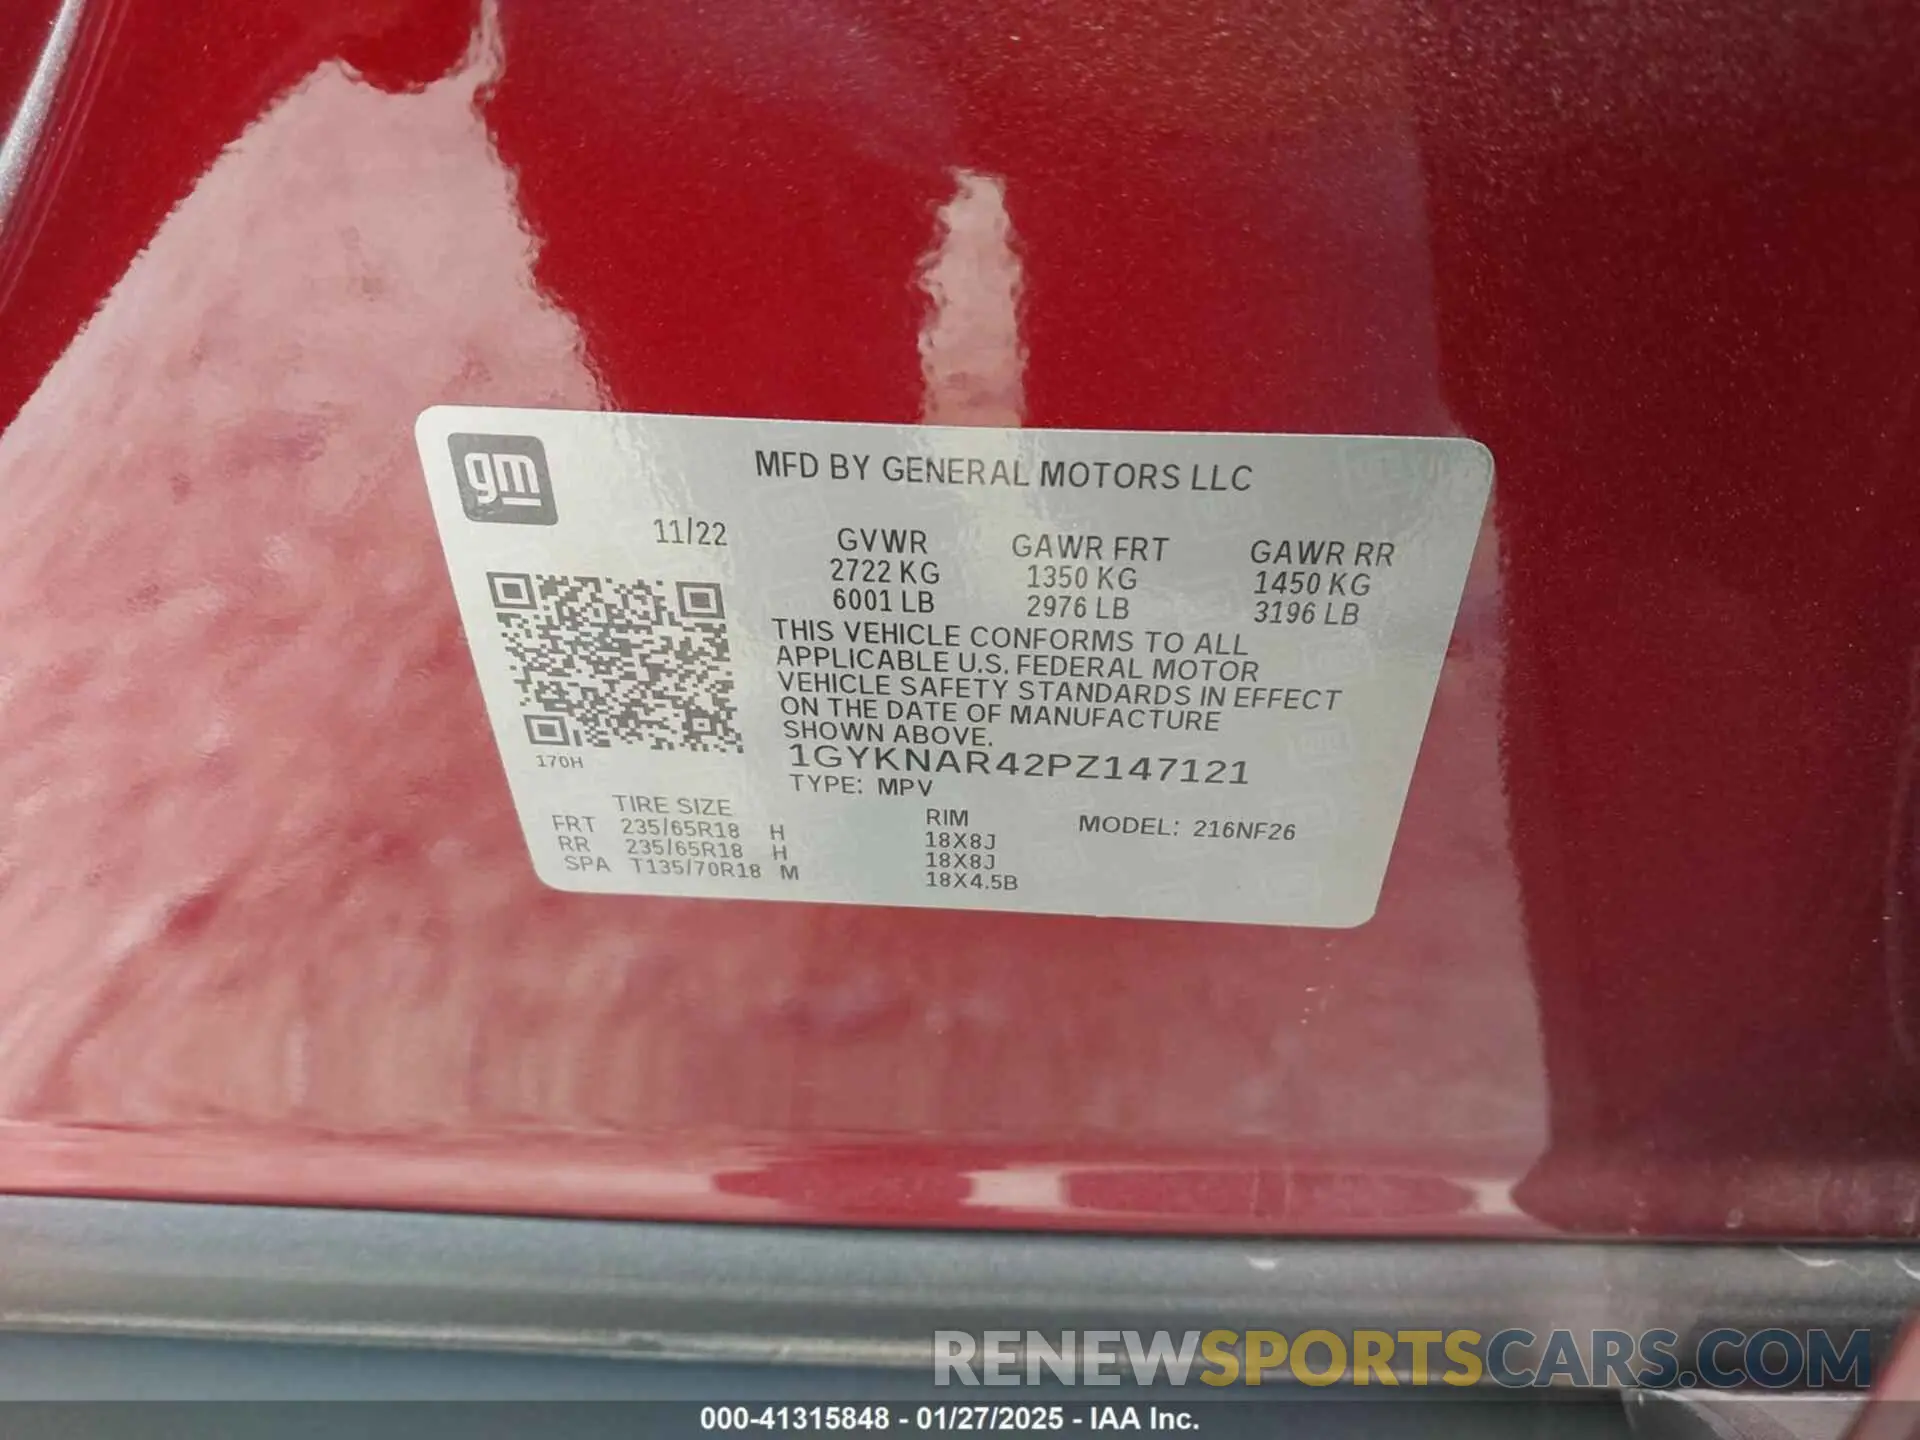 gm
MFD BY GENERAL MOTORS LLC
11/22
GVWR GAWR FRT GAWR RR
2722 KG 1350 KG 1450 KG
6001 LB 2976 LB 3196 LB
THIS VEHICLE CONFORMS TO ALL
APPLICABLE U.S. FEDERAL MOTOR
VEHICLE SAFETY STANDARDS IN EFFECT
ON THE DATE OF MANUFACTURE
SHOWN ABOVE.
170H
1GYKNAR42PZ147121
TYPE: MPV
TIRE SIZE RIM MODEL: 216NF26
FRT 235/65R18 H 18X8J
RR 235/65R18 H 18X8J
SPA T135/70R18 M 18X4.5B
RENEWSPORTSCARS.COM
000-41315848 - 01/27/2025 - IAA Inc.